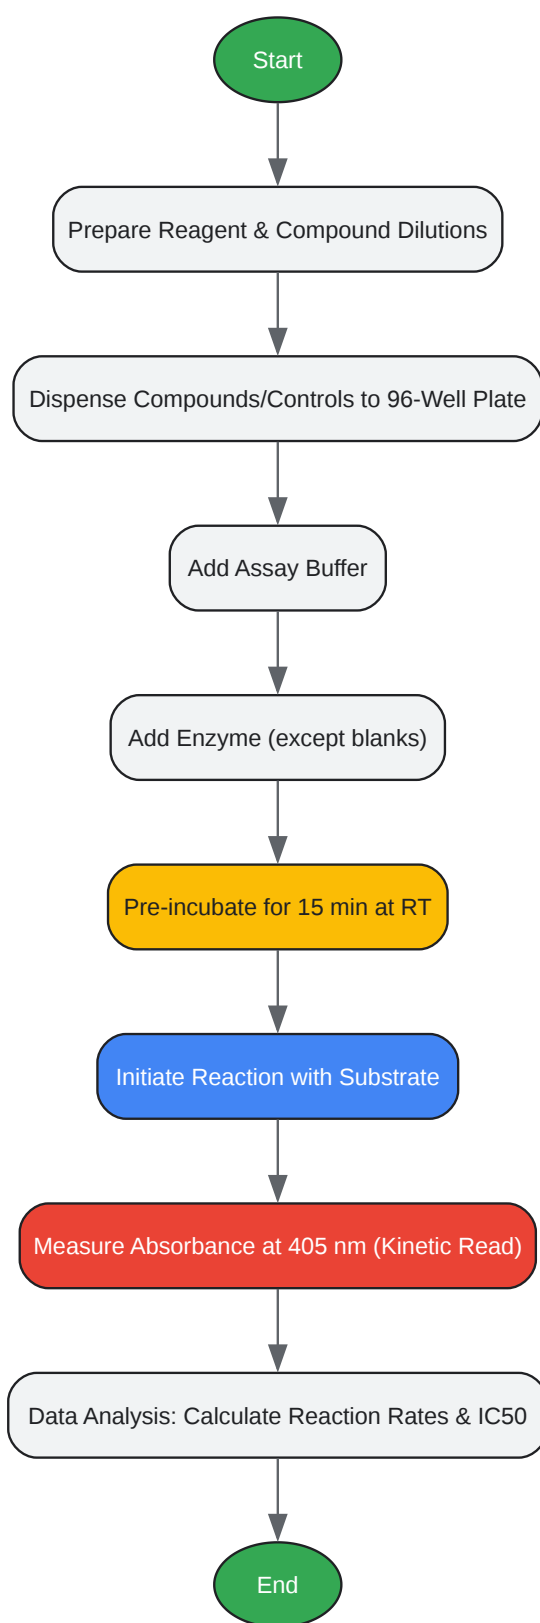 Start
Prepare Reagent & Compound Dilutions
Dispense Compounds/Controls to 96-Well Plate
Add Assay Buffer
Add Enzyme (except blanks)
Pre-incubate for 15 min at RT
Initiate Reaction with Substrate
Measure Absorbance at 405 nm (Kinetic Read)
Data Analysis: Calculate Reaction Rates & IC50
End